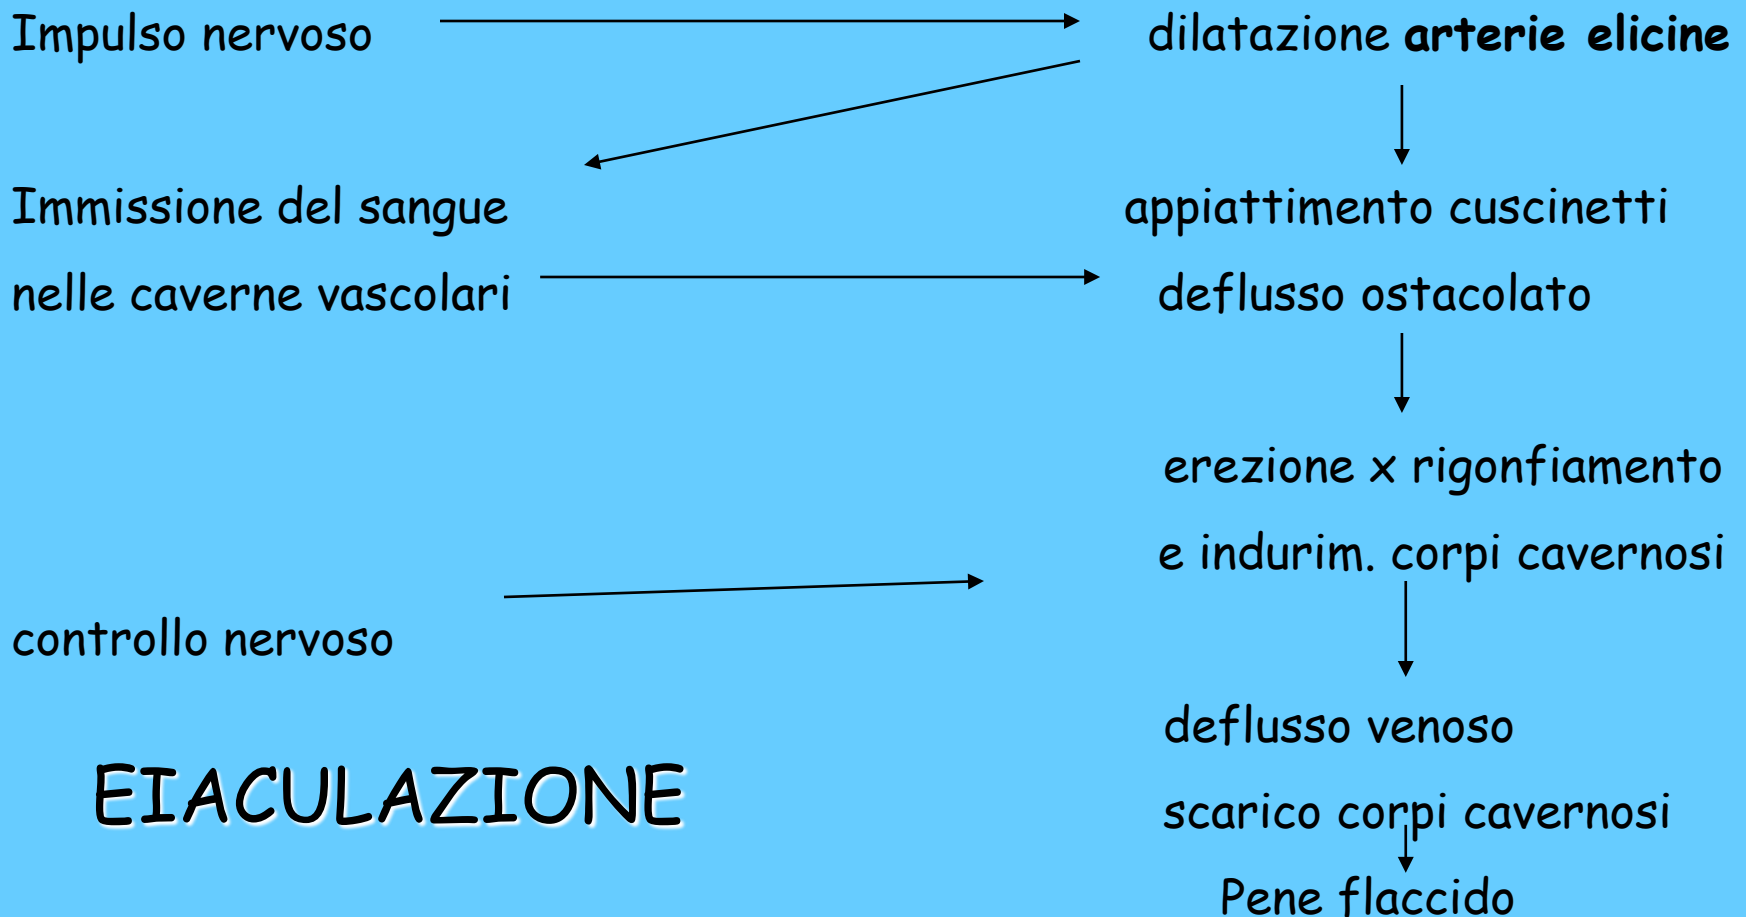 Impulso nervoso dilatazione arterie elicine
Immissione del sangue appiattimento cuscinetti
nelle caverne vascolari deflusso ostacolato
erezione x rigonfiamento
e indurim. corpi cavernosi
controllo nervoso
deflusso venoso
EIACULAZIONE
scarico corpi cavernosi
Pene flaccido